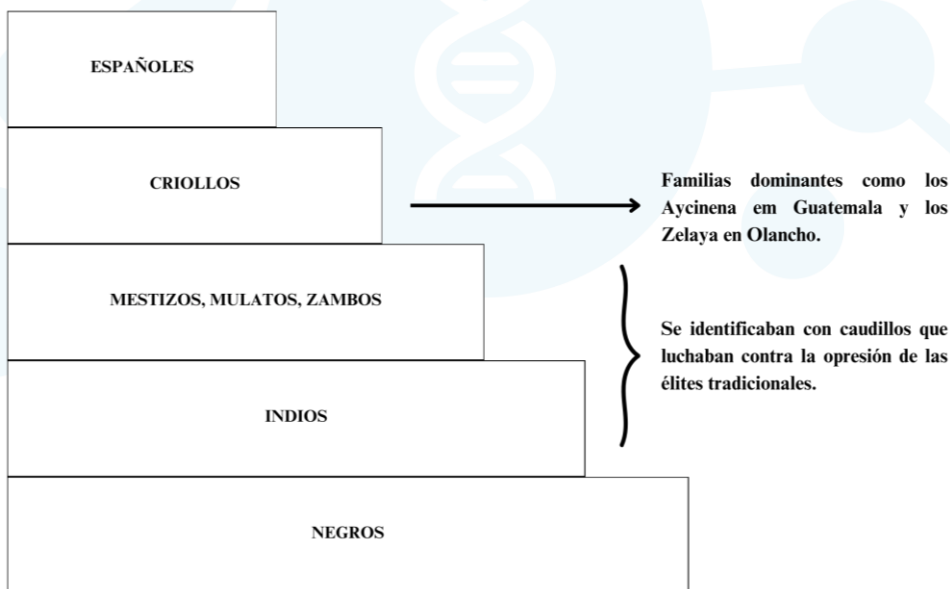 ESPAÑOLES
CRIOLLOS
Familias dominantes como los
Aycinena em Guatemala y los
Zelaya en Olancho.
MESTIZOS, MULATOS, ZAMBOS
Se identificaban con caudillos que
luchaban contra la opresión de las
élites tradicionales.
INDIOS
NEGROS